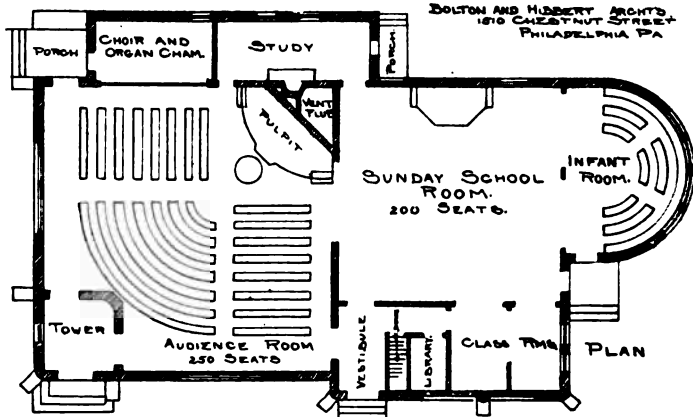 BOLTON AND HIBBERT ARCHTS
1510 CHESTNUT STREET
PHILADELPHIA PA
PORCH
CHOIR AND
ORGAN CHAM.
STUDY
PORCH.
VENT
FLUE
PULPIT
SUNDAY SCHOOL
ROOM.
200 SEATS.
INFANT
ROOM.
TOWER
AUDIENCE ROOM
250 SEATS
VESTIBULE
LIBRARY.
CLASS RMS
PLAN